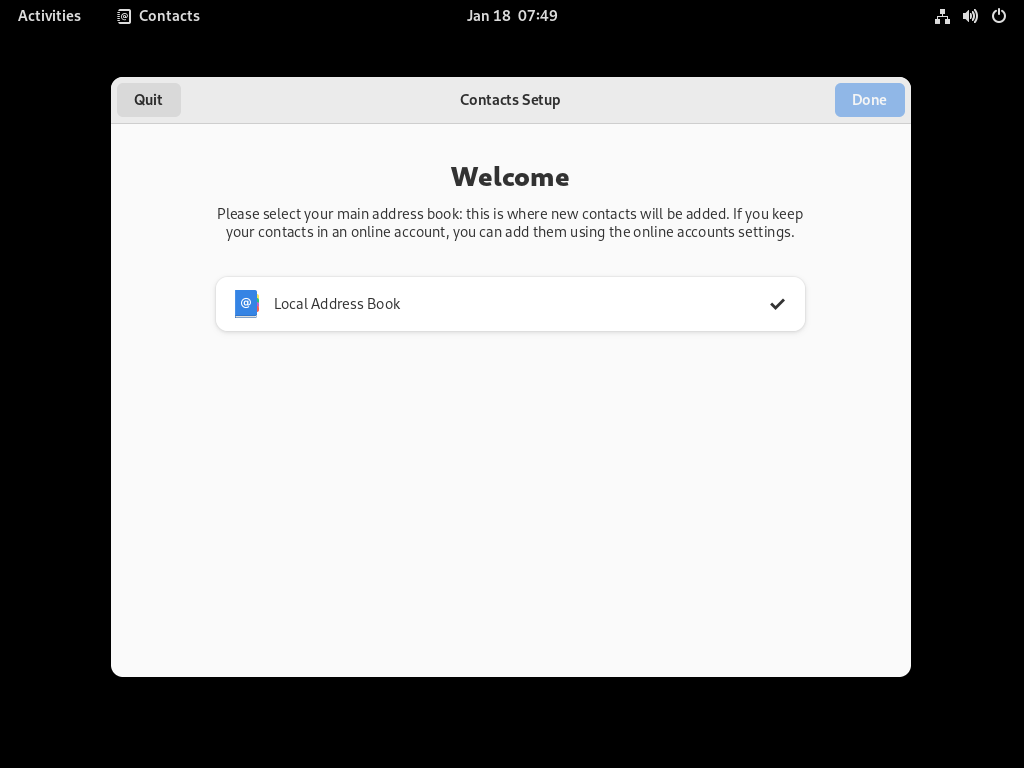 Activities
Contacts
Jan 18 07:49
Quit
Contacts Setup
Done
Welcome
Please select your main address book: this is where new contacts will be added. If you keep
your contacts in an online account, you can add them using the online accounts settings.
@ Local Address Book